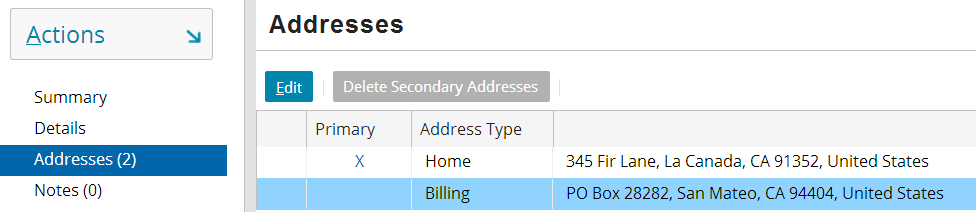 Actions
Summary
Details
Addresses (2)
Notes (0)
Addresses
Edit Delete Secondary Addresses
Primary Address Type
X Home 345 Fir Lane, La Canada, CA 91352, United States
Billing PO Box 28282, San Mateo, CA 94404, United States